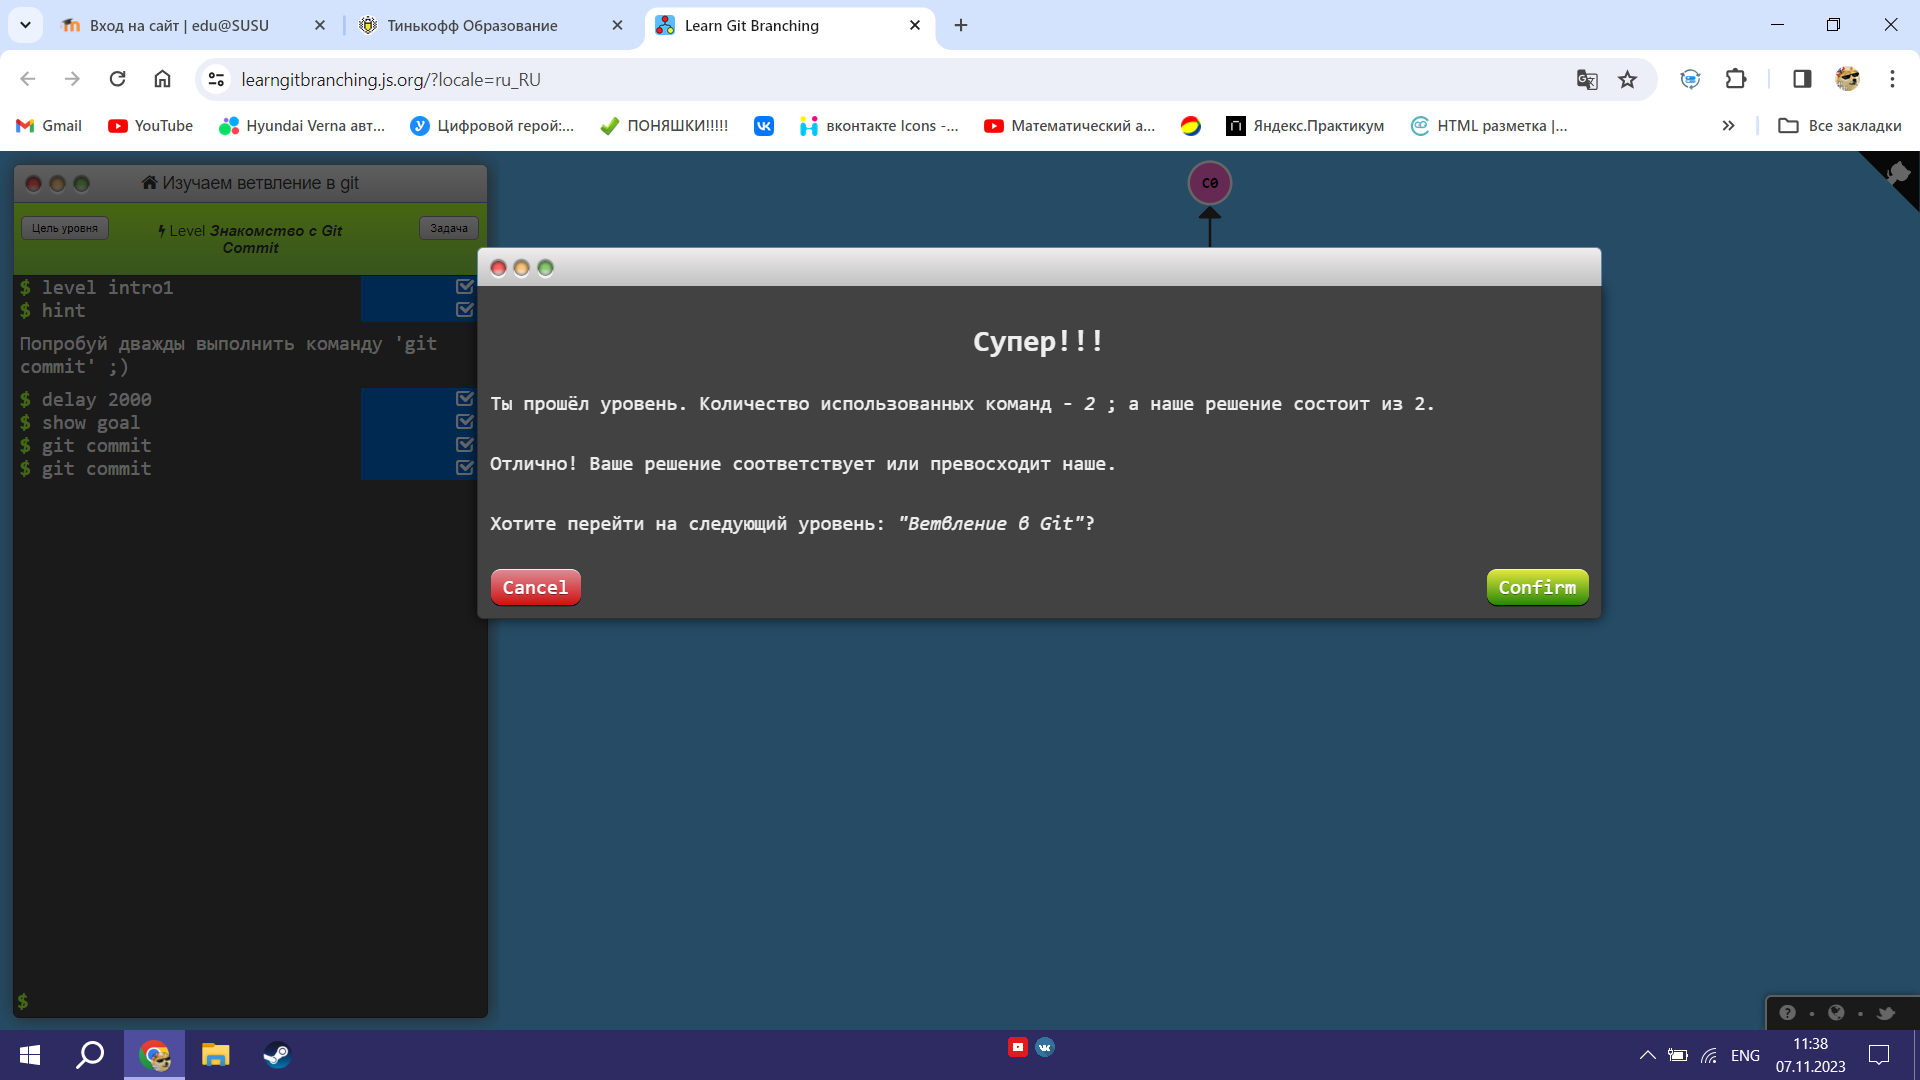 Вход на сайт | edu@SUSU
Тинькофф Образование
Learn Git Branching
learngitbranching.js.org/?locale=ru_RU
Gmail
YouTube
Hyundai Verna авт...
Цифровой герой:...
ПОНЯШКИ!!!!!
вконтакте Icons -...
Математический а...
Яндекс.Практикум
HTML разметка |...
Все закладки
Изучаем ветвление в git
Цель уровня
Level Знакомство с Git
Commit
Задача
$ level intro1
$ hint
Попробуй дважды выполнить команду 'git
commit' ;)
$ delay 2000
$ show goal
$ git commit
$ git commit
$
C0
Супер!!!
Ты прошёл уровень. Количество использованных команд - 2 ; а наше решение состоит из 2.
Отлично! Ваше решение соответствует или превосходит наше.
Хотите перейти на следующий уровень: "Ветвление в Git"?
Cancel
Confirm
ENG
11:38
07.11.2023